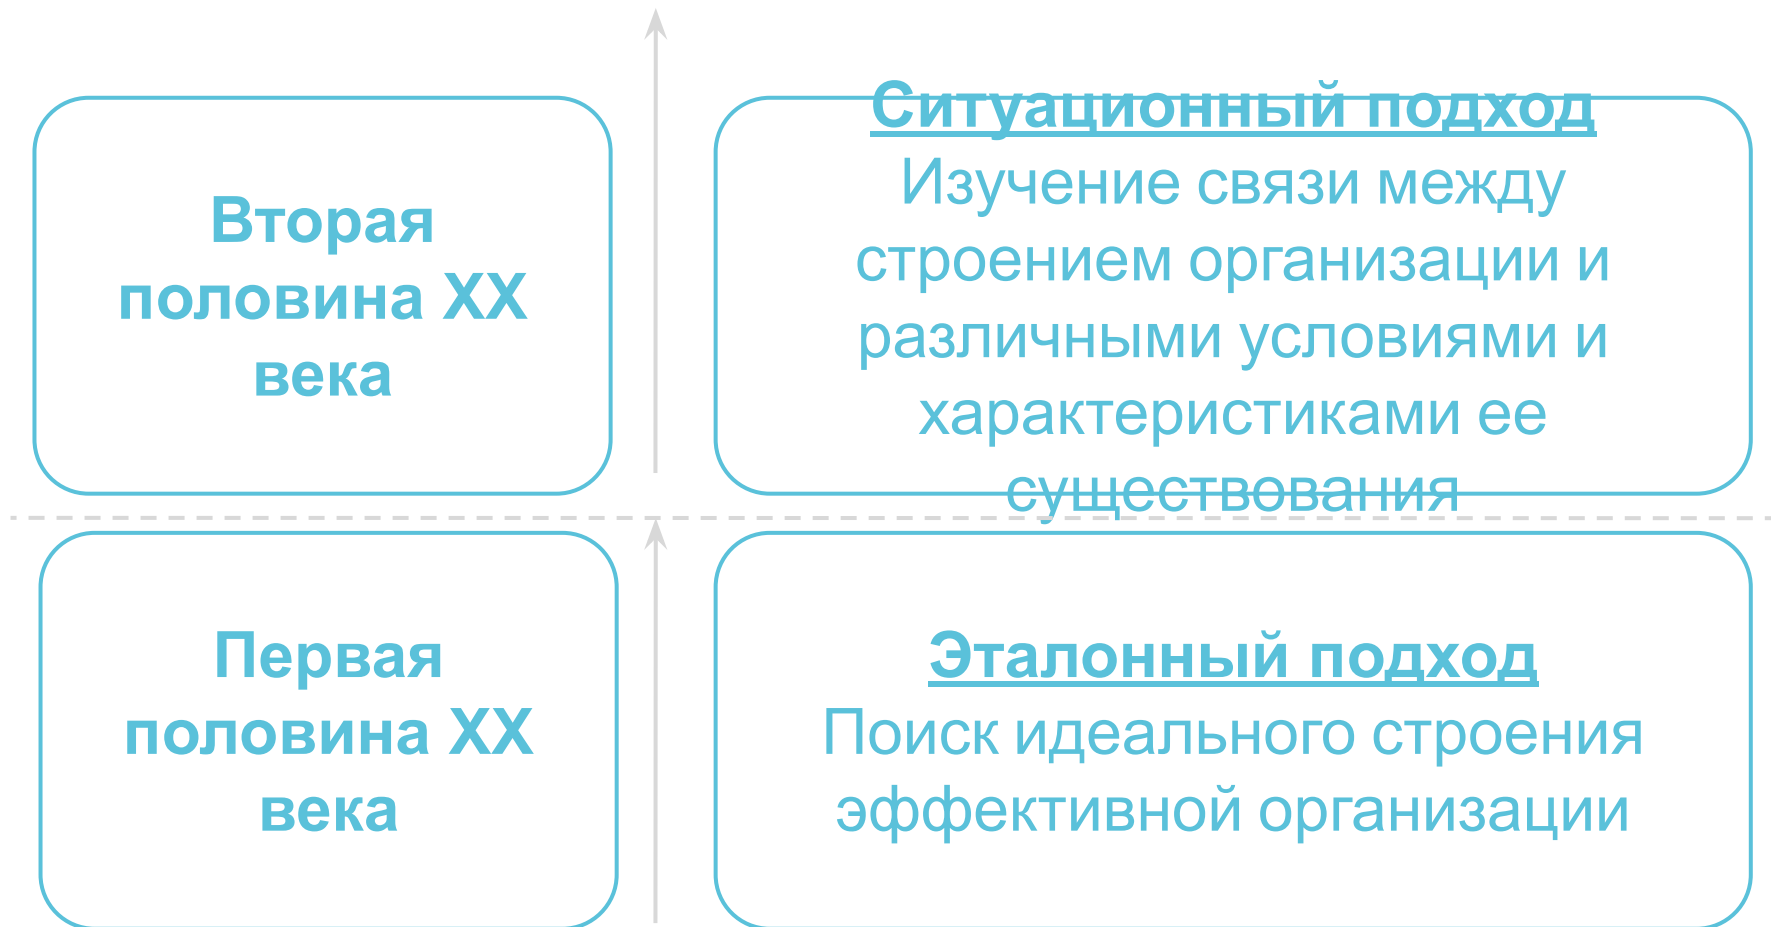 Вторая
половина XX
века
Ситуационный подход
Изучение связи между
строением организации и
различными условиями и
характеристиками ее
существования
Первая
половина XX
века
Эталонный подход
Поиск идеального строения
эффективной организации